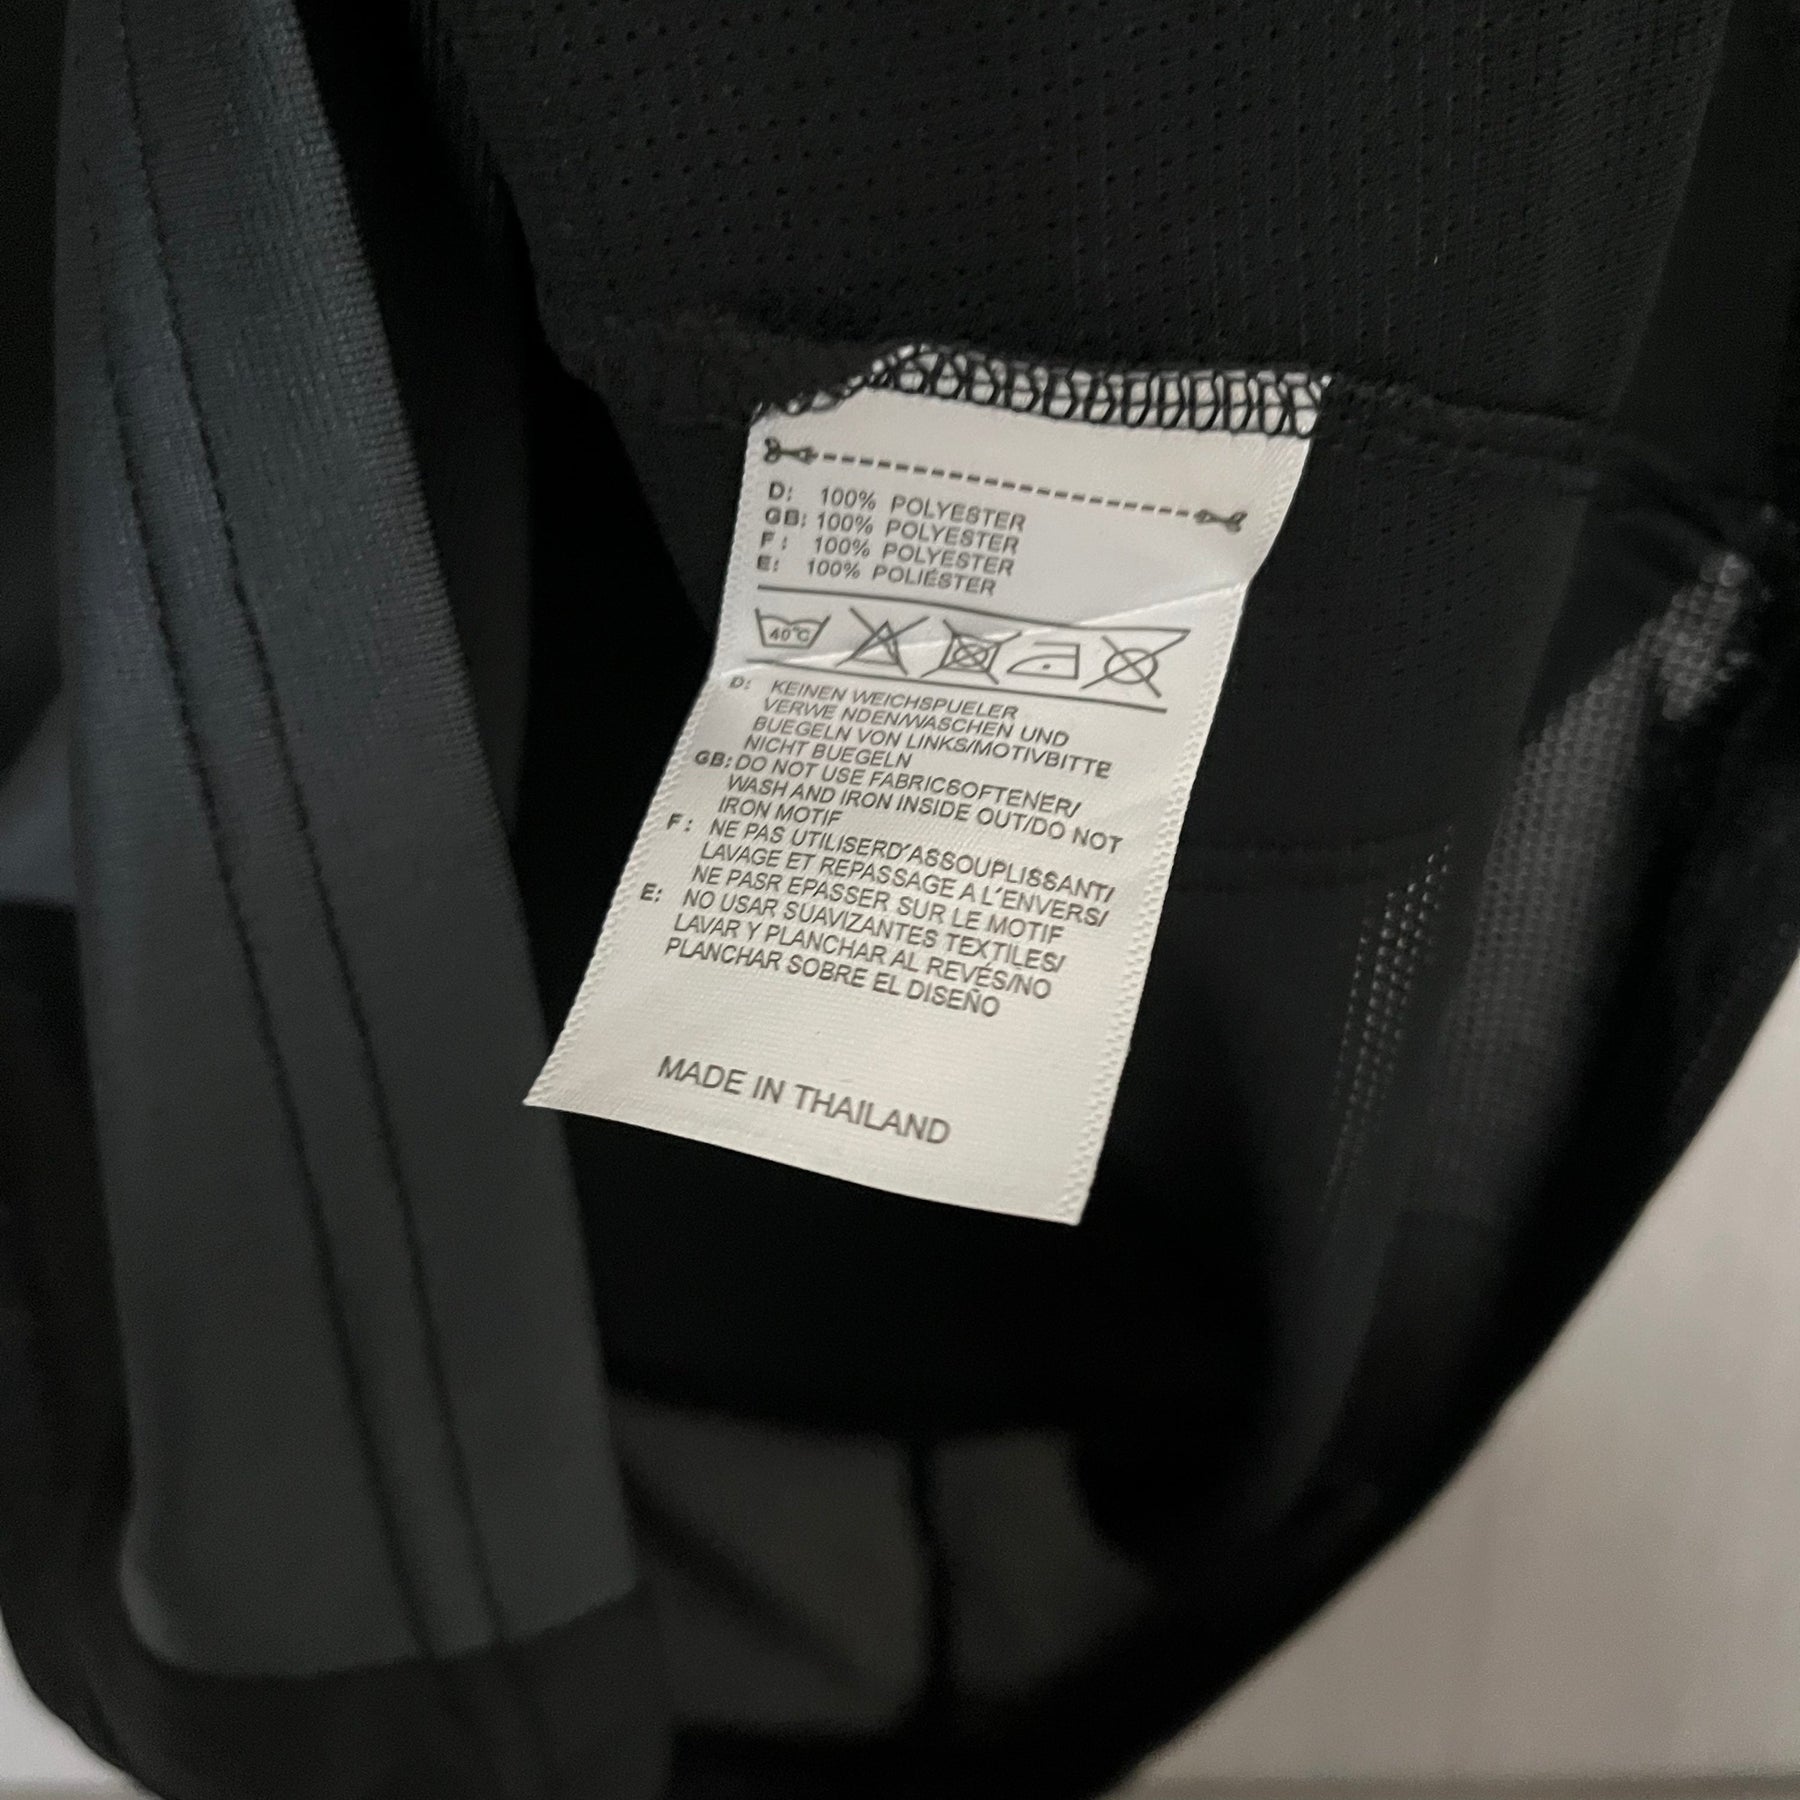 D: 100% POLYESTER
GB: 100% POLYESTER
F: 100% POLYESTER
E: 100% POLIÉSTER
40°C
D: KEINEN WEICHSPUELER
VERWE NDEN/WASCHEN UND
BUEGELN VON LINKS/MOTIVBITTE
NICHT BUEGELN
GB: DO NOT USE FABRICSOFTENER/
WASH AND IRON INSIDE OUT/DO NOT
IRON MOTIF
F: NE PAS UTILISERD'ASSOUPLISSANT/
LAVAGE ET REPASSAGE A L'ENVERS/
NE PASR EPASSER SUR LE MOTIF
E: NO USAR SUAVIZANTES TEXTILES/
LAVAR Y PLANCHAR AL REVÉS/NO
PLANCHAR SOBRE EL DISEÑO
MADE IN THAILAND